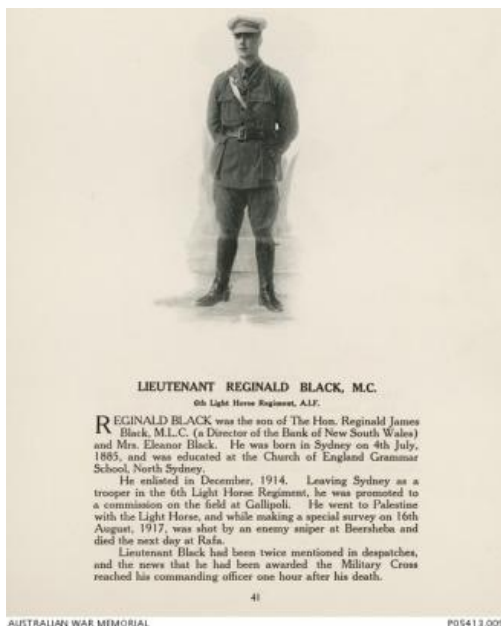 LIEUTENANT REGINALD BLACK, M.C.
6th Light Horse Regiment, A.I.F.
REGINALD BLACK was the son of The Hon. Reginald James
Black, M.L.C. (a Director of the Bank of New South Wales)
and Mrs. Eleanor Black. He was born in Sydney on 4th July,
1885, and was educated at the Church of England Grammar
School, North Sydney.
He enlisted in December, 1914. Leaving Sydney as a
trooper in the 6th Light Horse Regiment, he was promoted to
a commission on the field at Gallipoli. He went to Palestine
with the Light Horse, and while making a special survey on 16th
August, 1917, was shot by an enemy sniper at Beersheba and
died the next day at Rafa.
Lieutenant Black had been twice mentioned in despatches,
and the news that he had been awarded the Military Cross
reached his commanding officer one hour after his death.
41
AUSTRALIAN WAR MEMORIAL
P05413.005